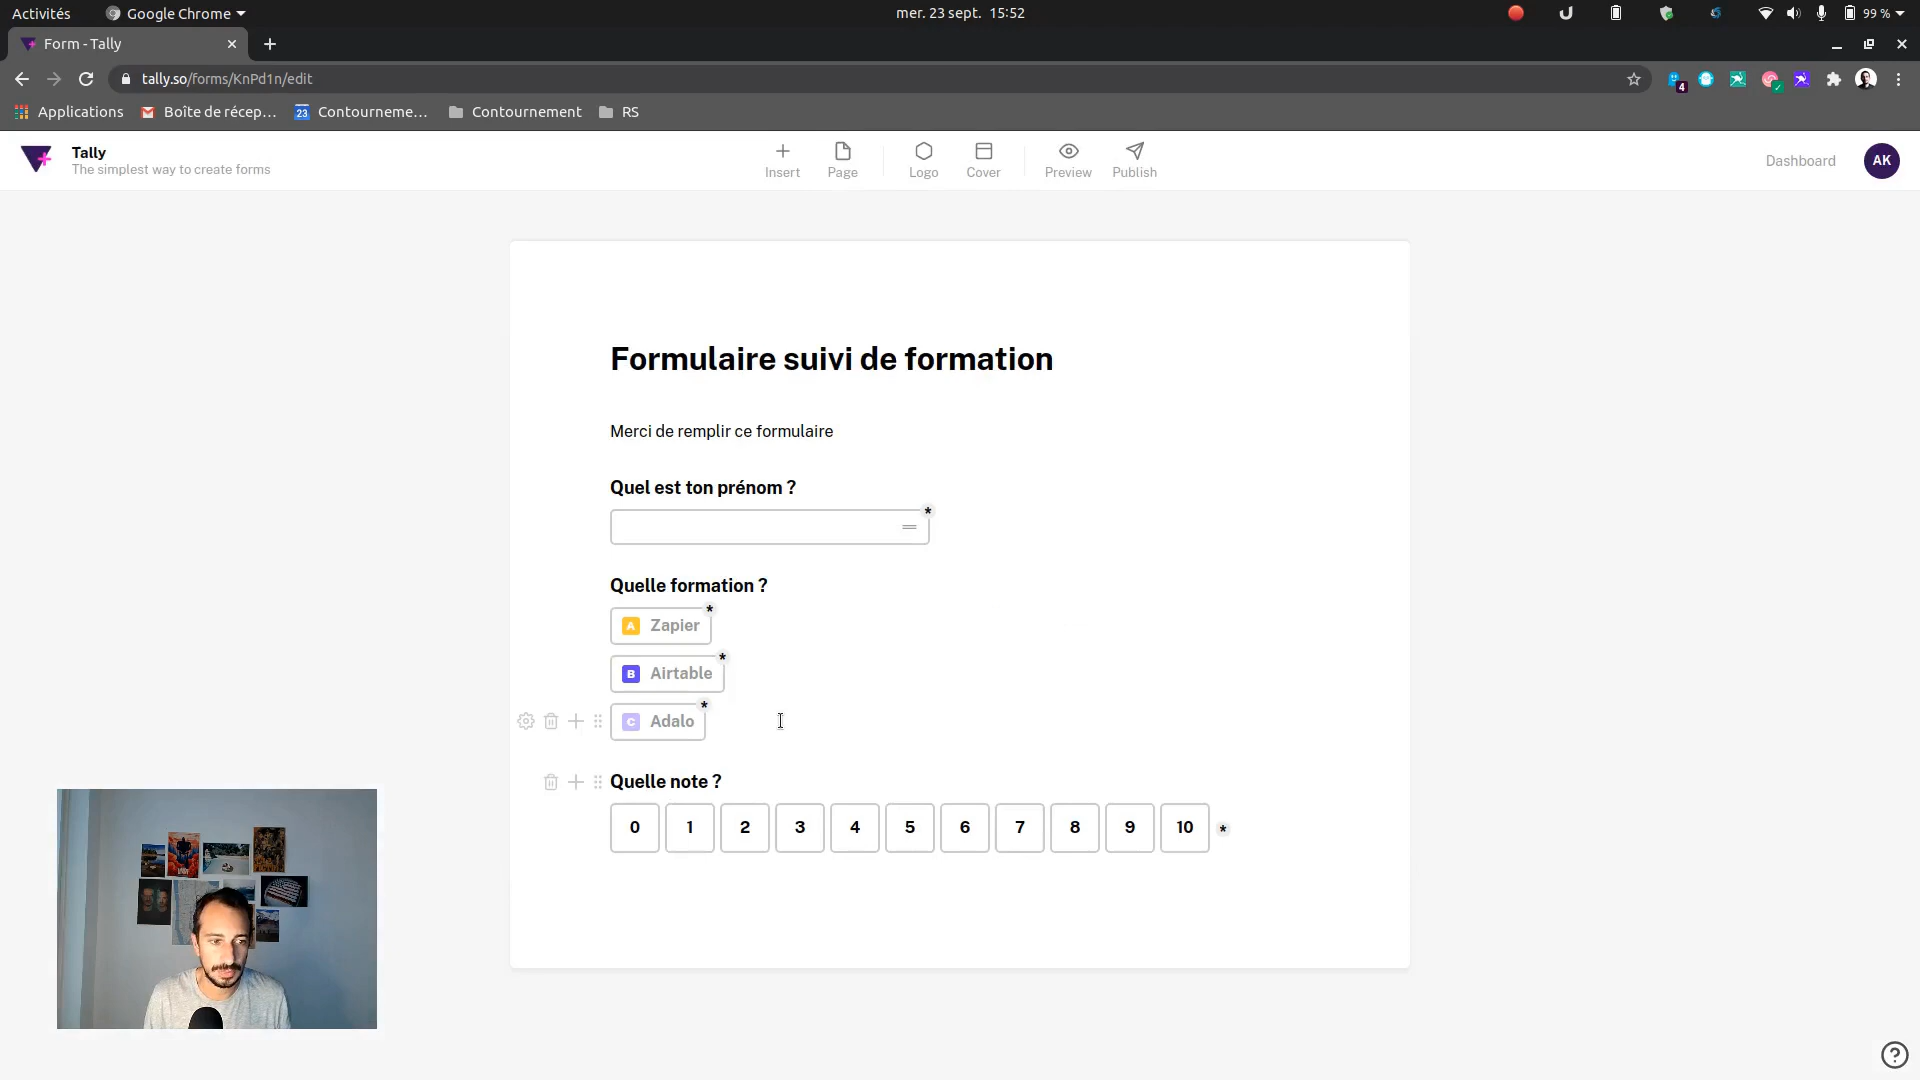 Activités
Google Chrome
mer. 23 sept. 15:52
99 %
Form - Tally
tally.so/forms/KnPd1n/edit
4
Applications
Boîte de récep…
23
Contourneme…
Contournement
RS
Tally
The simplest way to create forms
Insert
Page
Logo
Cover
Preview
Publish
Dashboard
AK
Formulaire suivi de formation
Merci de remplir ce formulaire
Quel est ton prénom ?
*
Quelle formation ?
A Zapier *
B Airtable *
C Adalo *
Quelle note ?
0 1 2 3 4 5 6 7 8 9 10 *
?